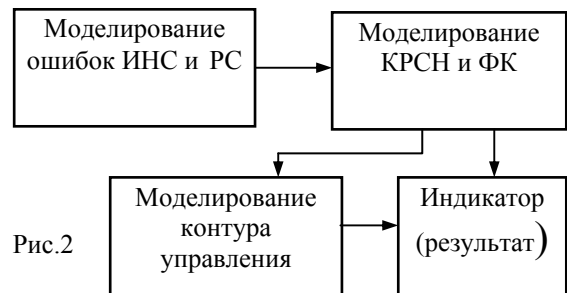 Моделирование
ошибок ИНС и РС
Моделирование
КРСН и ФК
Моделирование
контура
управления
Индикатор
(результат)
Рис.2